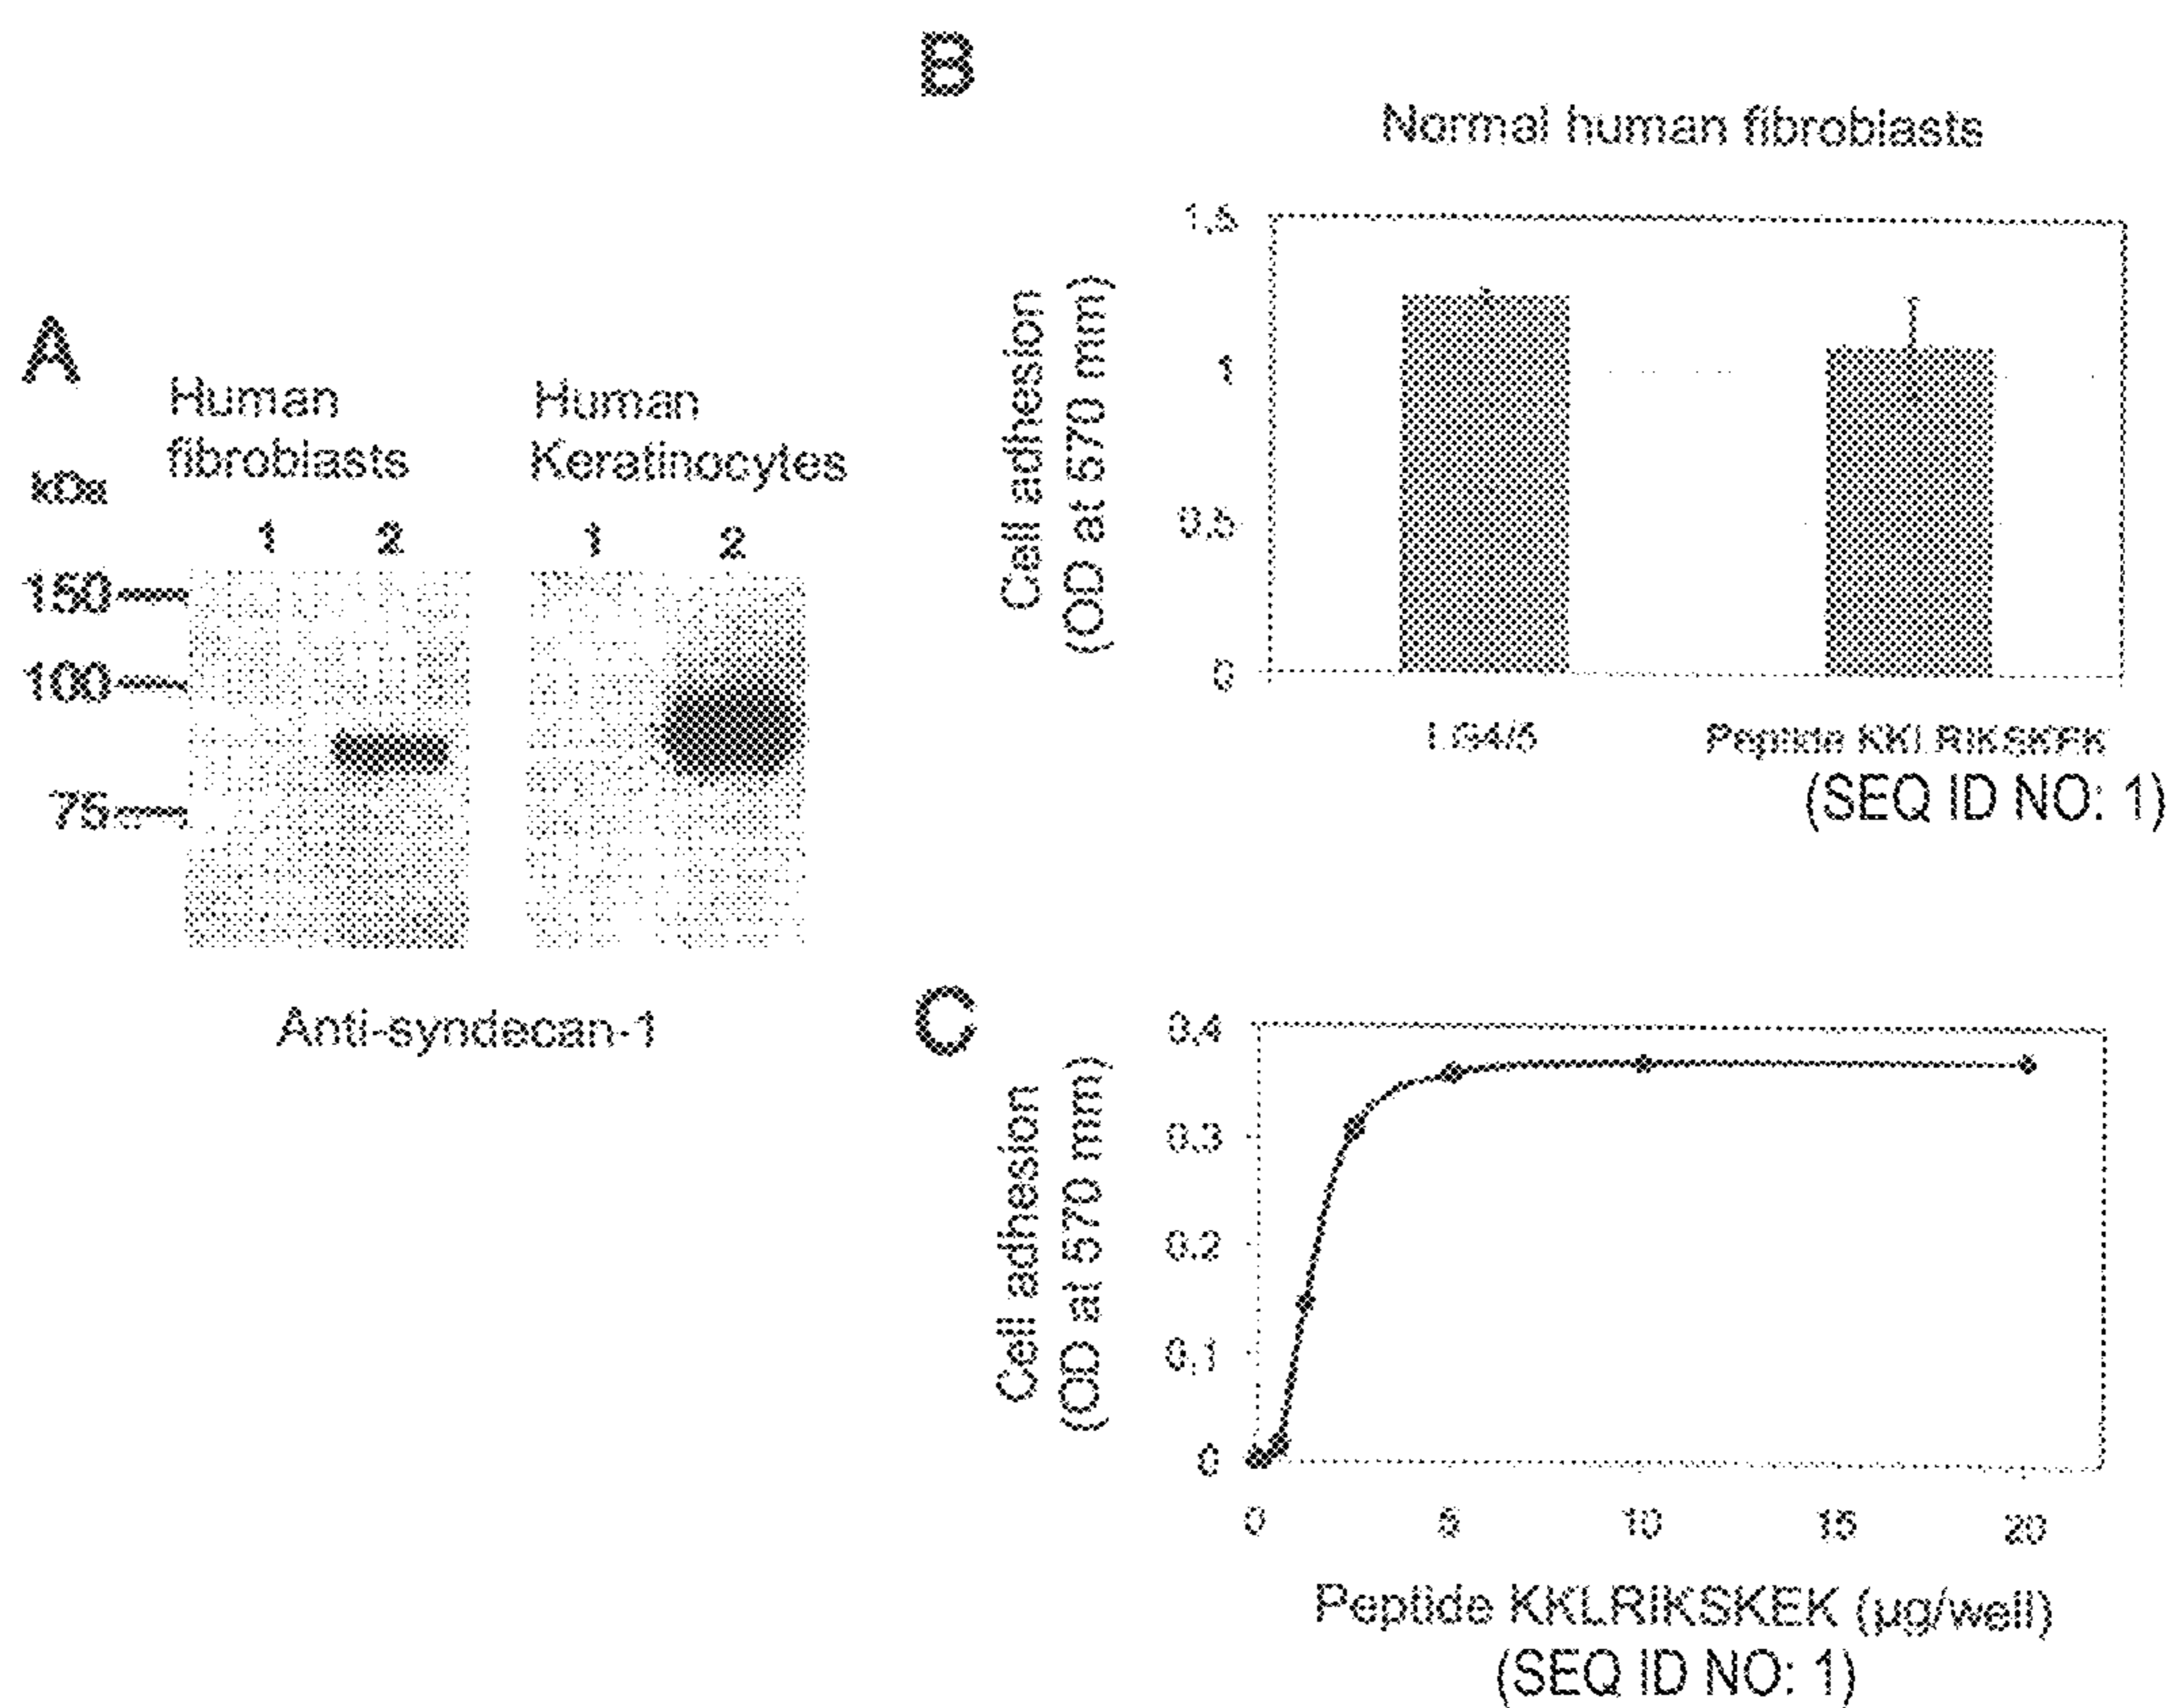 A
Human
fibroblasts
Human
Keratinocytes
kDa
1 2 1 2
150
100
75
Anti-syndecan-1
B
Normal human fibroblasts
Cell adhesion
(OD at 570 mm)
1.5
1
0.5
0
LG4/5
Peptide KKLRIKSKEK
(SEQ ID NO: 1)
C
Cell adhesion
(OD at 570 mm)
0.4
0.3
0.2
0.1
0
0 5 10 15 20
Peptide KKLRIKSKEK (µg/well)
(SEQ ID NO: 1)